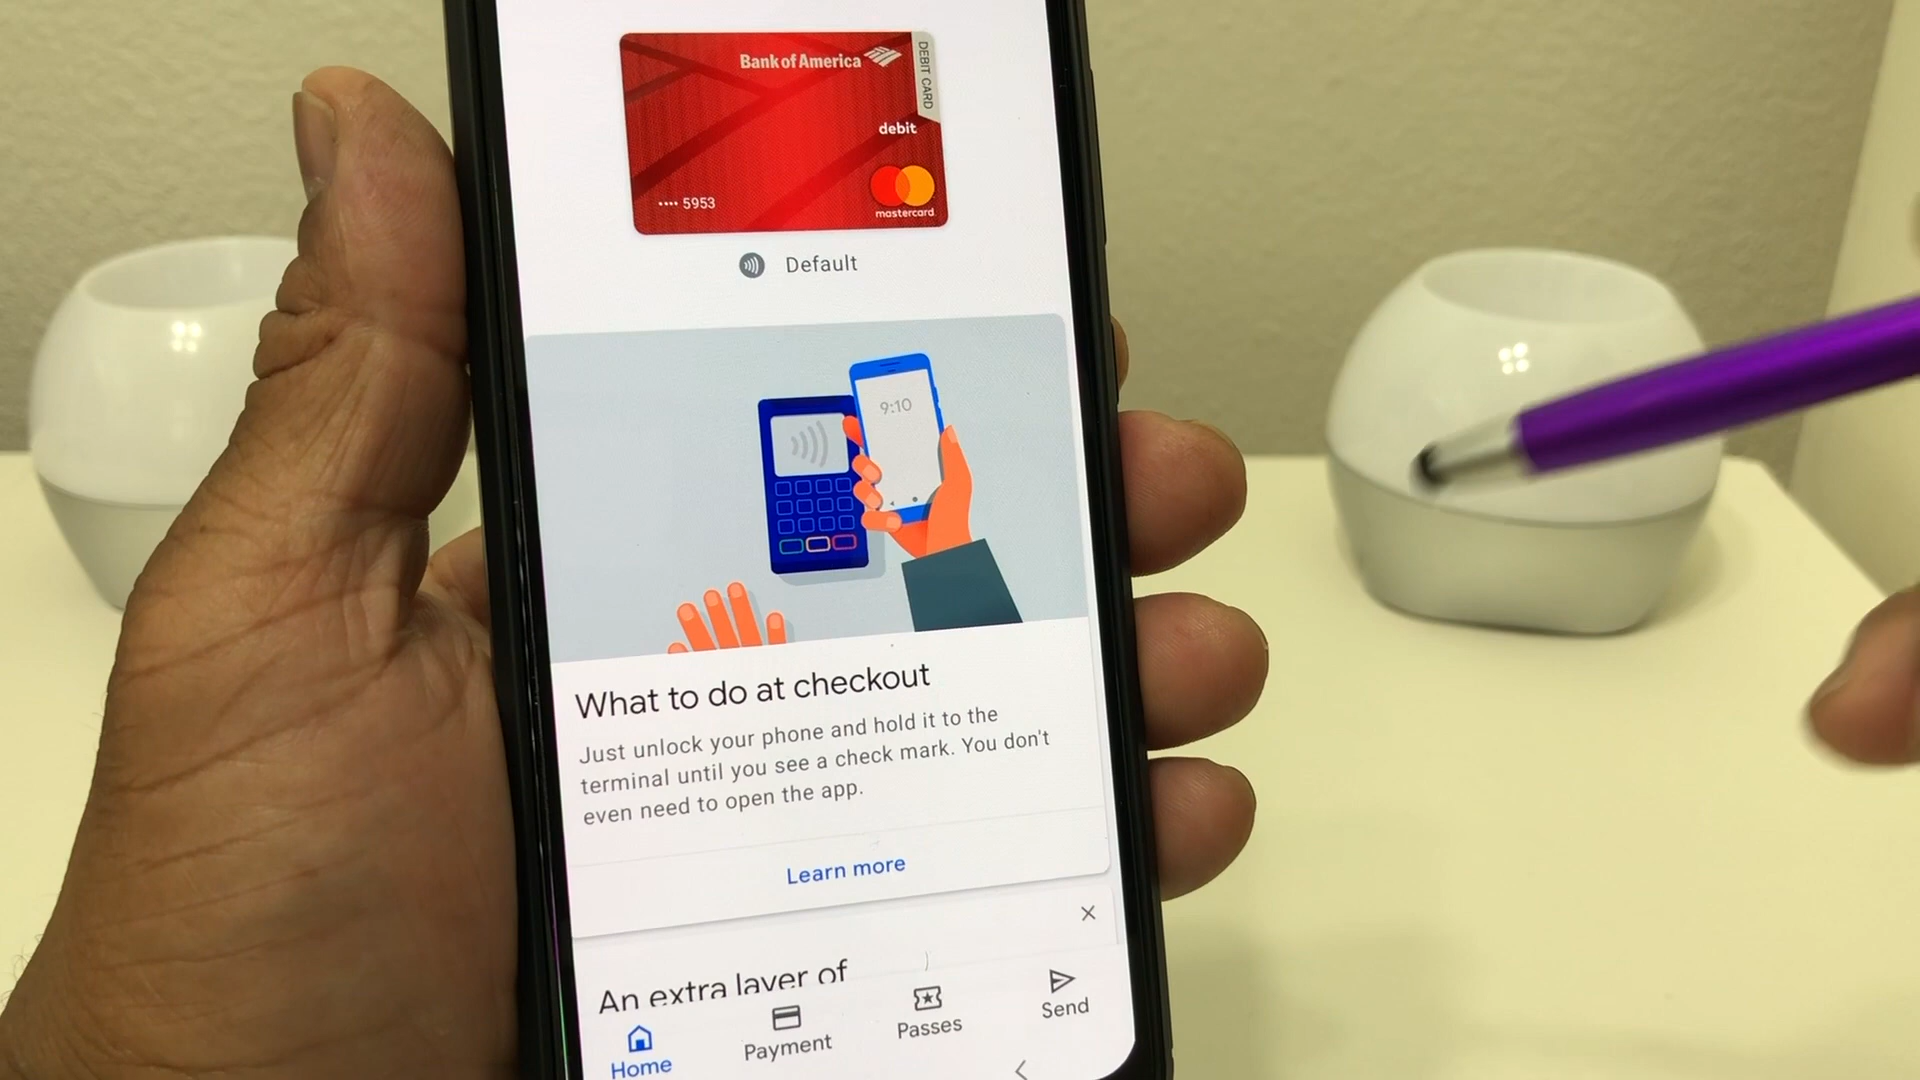 Bank of America
DEBIT CARD
debit
•••• 5953
mastercard
Default
9:10
What to do at checkout
Just unlock your phone and hold it to the
terminal until you see a check mark. You don't
even need to open the app.
Learn more
An extra layer of
Home
Payment
Passes
Send